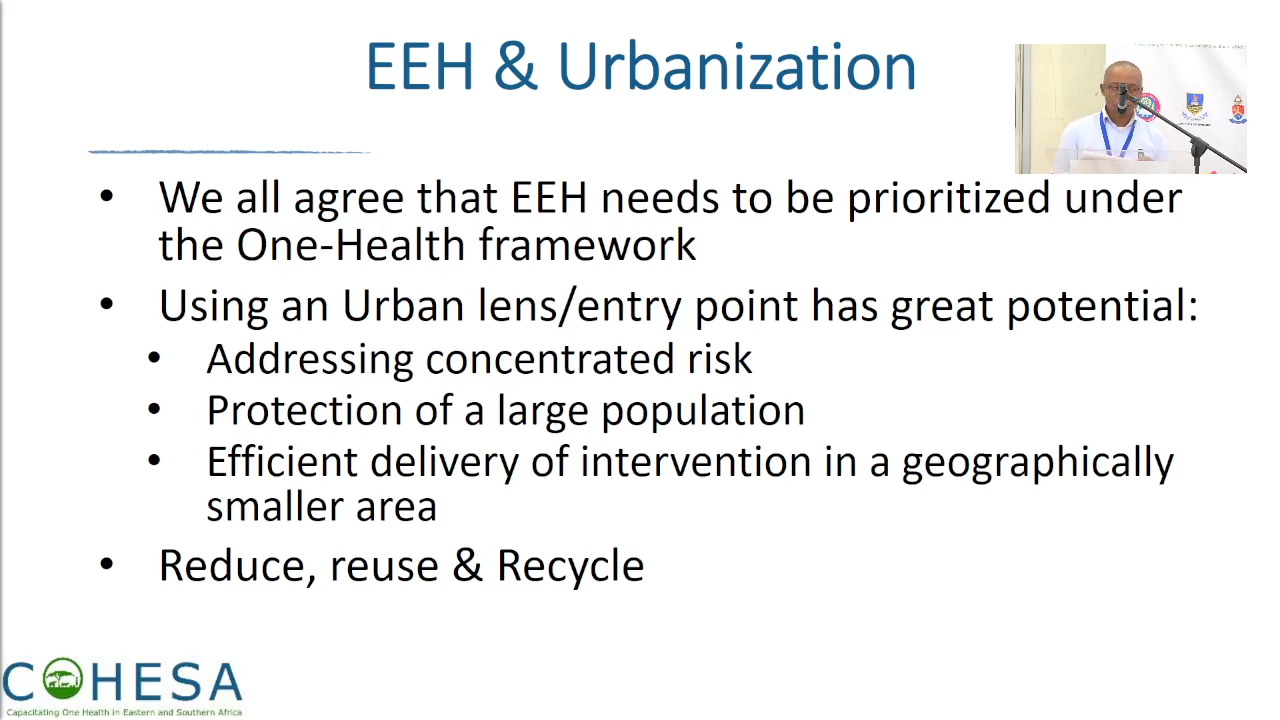 EEH & Urbanization
• We all agree that EEH needs to be prioritized under
the One-Health framework
• Using an Urban lens/entry point has great potential:
• Addressing concentrated risk
• Protection of a large population
• Efficient delivery of intervention in a geographically
smaller area
• Reduce, reuse & Recycle
COHESA
Capacitating One Health in Eastern and Southern Africa